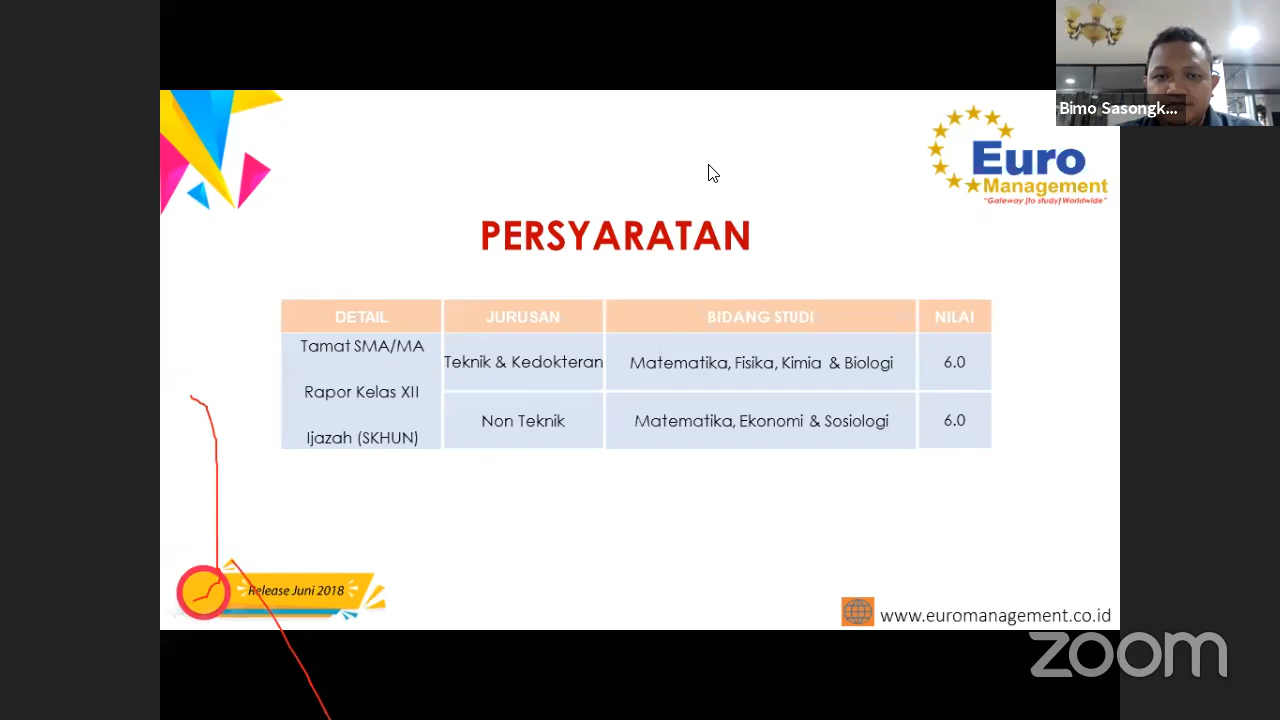 Bimo Sasongk...
Euro
Management
"Gateway [to study] Worldwide"
PERSYARATAN
DETAIL JURUSAN BIDANG STUDI NILAI
Tamat SMA/MA
Rapor Kelas XII
Ijazah (SKHUN)
Teknik & Kedokteran Matematika, Fisika, Kimia & Biologi 6.0
Non Teknik Matematika, Ekonomi & Sosiologi 6.0
Release Juni 2018
www.euromanagement.co.id
zoom